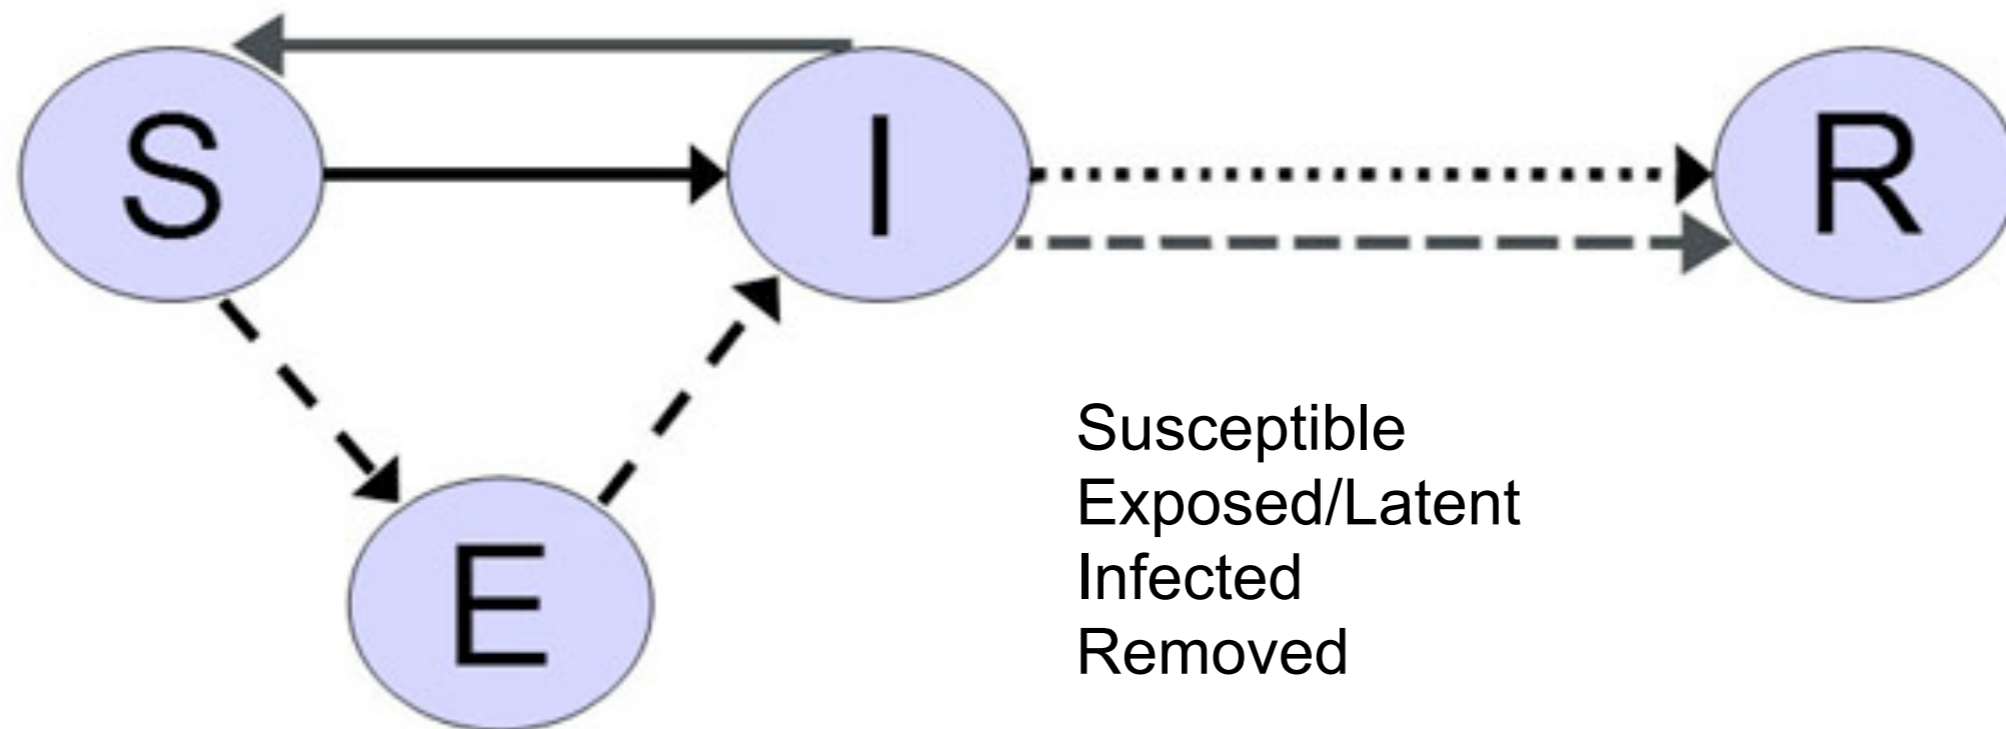 S
I
R
E
Susceptible
Exposed/Latent
Infected
Removed